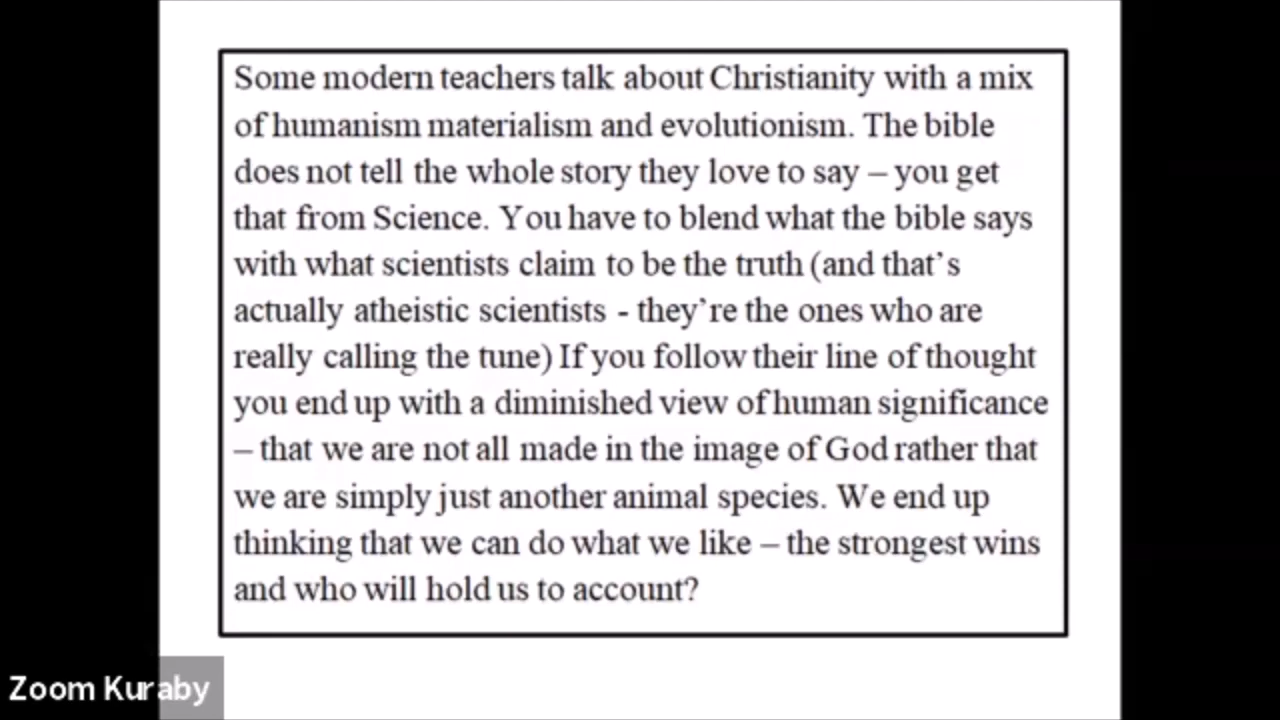 Some modern teachers talk about Christianity with a mix
of humanism materialism and evolutionism. The bible
does not tell the whole story they love to say – you get
that from Science. You have to blend what the bible says
with what scientists claim to be the truth (and that’s
actually atheistic scientists - they’re the ones who are
really calling the tune) If you follow their line of thought
you end up with a diminished view of human significance
– that we are not all made in the image of God rather that
we are simply just another animal species. We end up
thinking that we can do what we like – the strongest wins
and who will hold us to account?
Zoom Kuraby